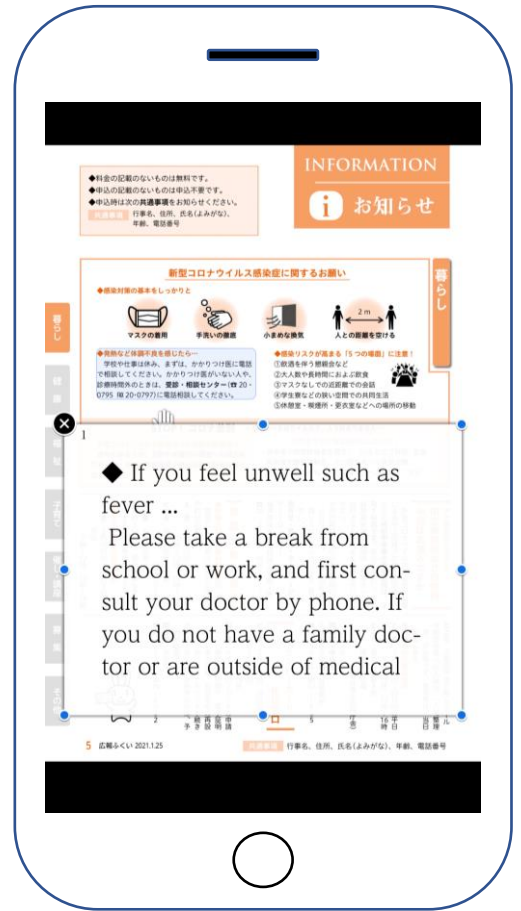 ◆料金の記載のないものは無料です。
◆申込の記載のないものは申込不要です。
◆申込時は次の共通事項をお知らせください。
共通事項 行事名、住所、氏名(よみがな)、
年齢、電話番号
INFORMATION
i お知らせ
暮らし
新型コロナウイルス感染症に関するお願い
◆感染対策の基本をしっかりと
マスクの着用
手洗いの徹底
小まめな換気
2 m
人との距離を空ける
◆発熱など体調不良を感じたら…
学校や仕事は休み、まずは、かかりつけ医に電話
で相談してください。かかりつけ医がいない人や、
診療時間外のときは、受診・相談センター(☎ 20-
0795 ℻ 20-0797)に電話相談してください。
◆感染リスクが高まる「5つの場面」に注意!
①飲酒を伴う懇親会など
②大人数や長時間におよぶ飲食
③マスクなしでの近距離での会話
④学生寮などの狭い空間での共同生活
⑤休憩室・喫煙所・更衣室などへの場所の移動
暮らし
1
◆ If you feel unwell such as
fever ...
Please take a break from
school or work, and first con-
sult your doctor by phone. If
you do not have a family doc-
tor or are outside of medical
5 広報ふくい 2021.1.25
共通事項 行事名、住所、氏名(よみがな)、年齢、電話番号